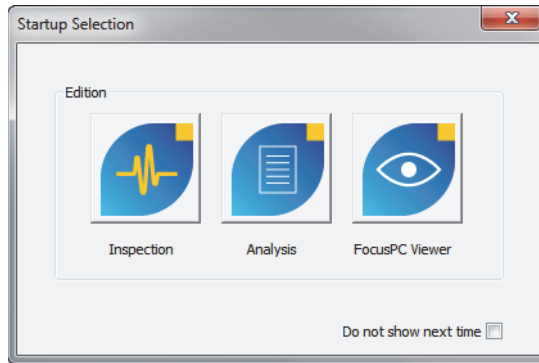 Startup Selection
Edition
Inspection Analysis FocusPC Viewer
Do not show next time